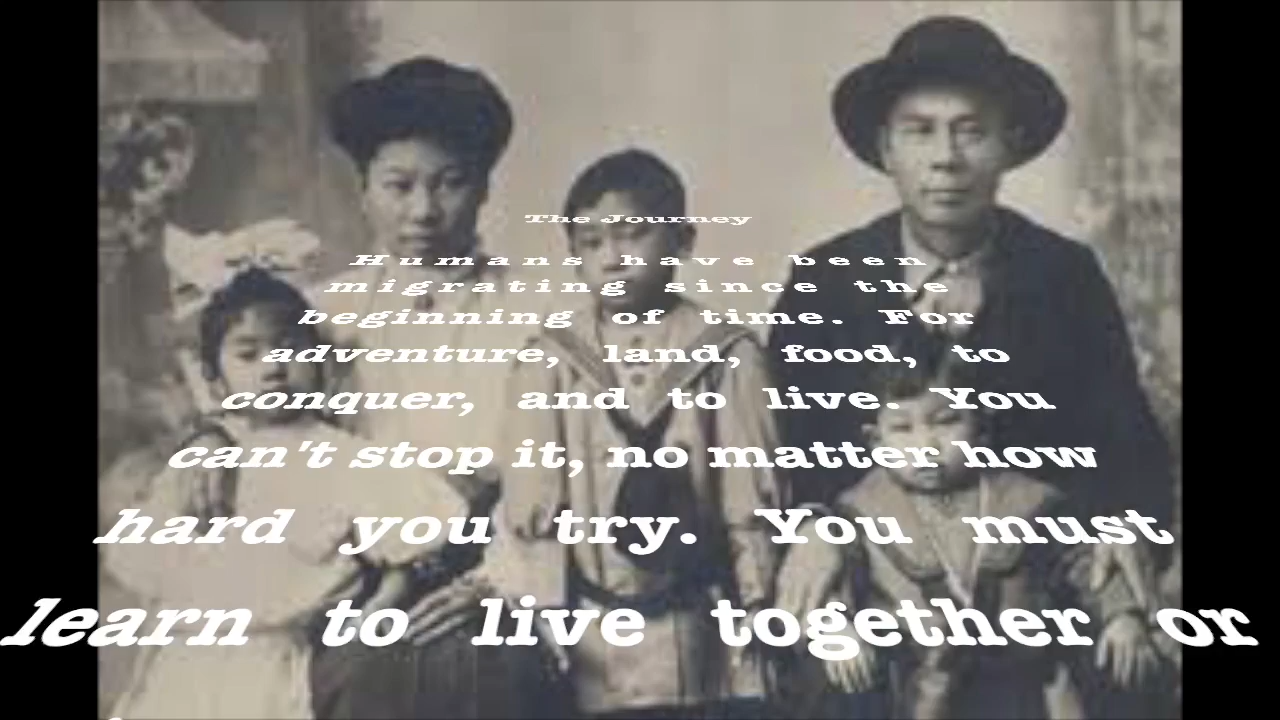 The Journey
Humans have been
migrating since the
beginning of time. For
adventure, land, food, to
conquer, and to live. You
can't stop it, no matter how
hard you try. You must
learn to live together or